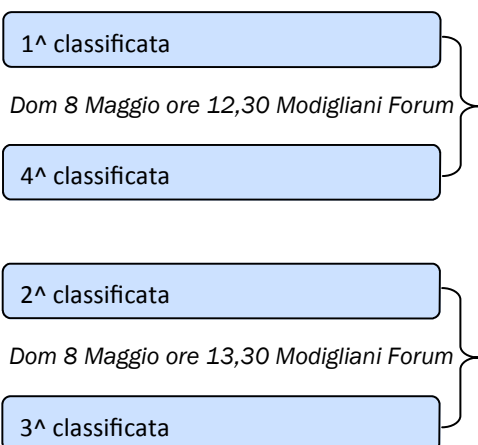 1^ classificata
Dom 8 Maggio ore 12,30 Modigliani Forum
4^ classificata
2^ classificata
Dom 8 Maggio ore 13,30 Modigliani Forum
3^ classificata